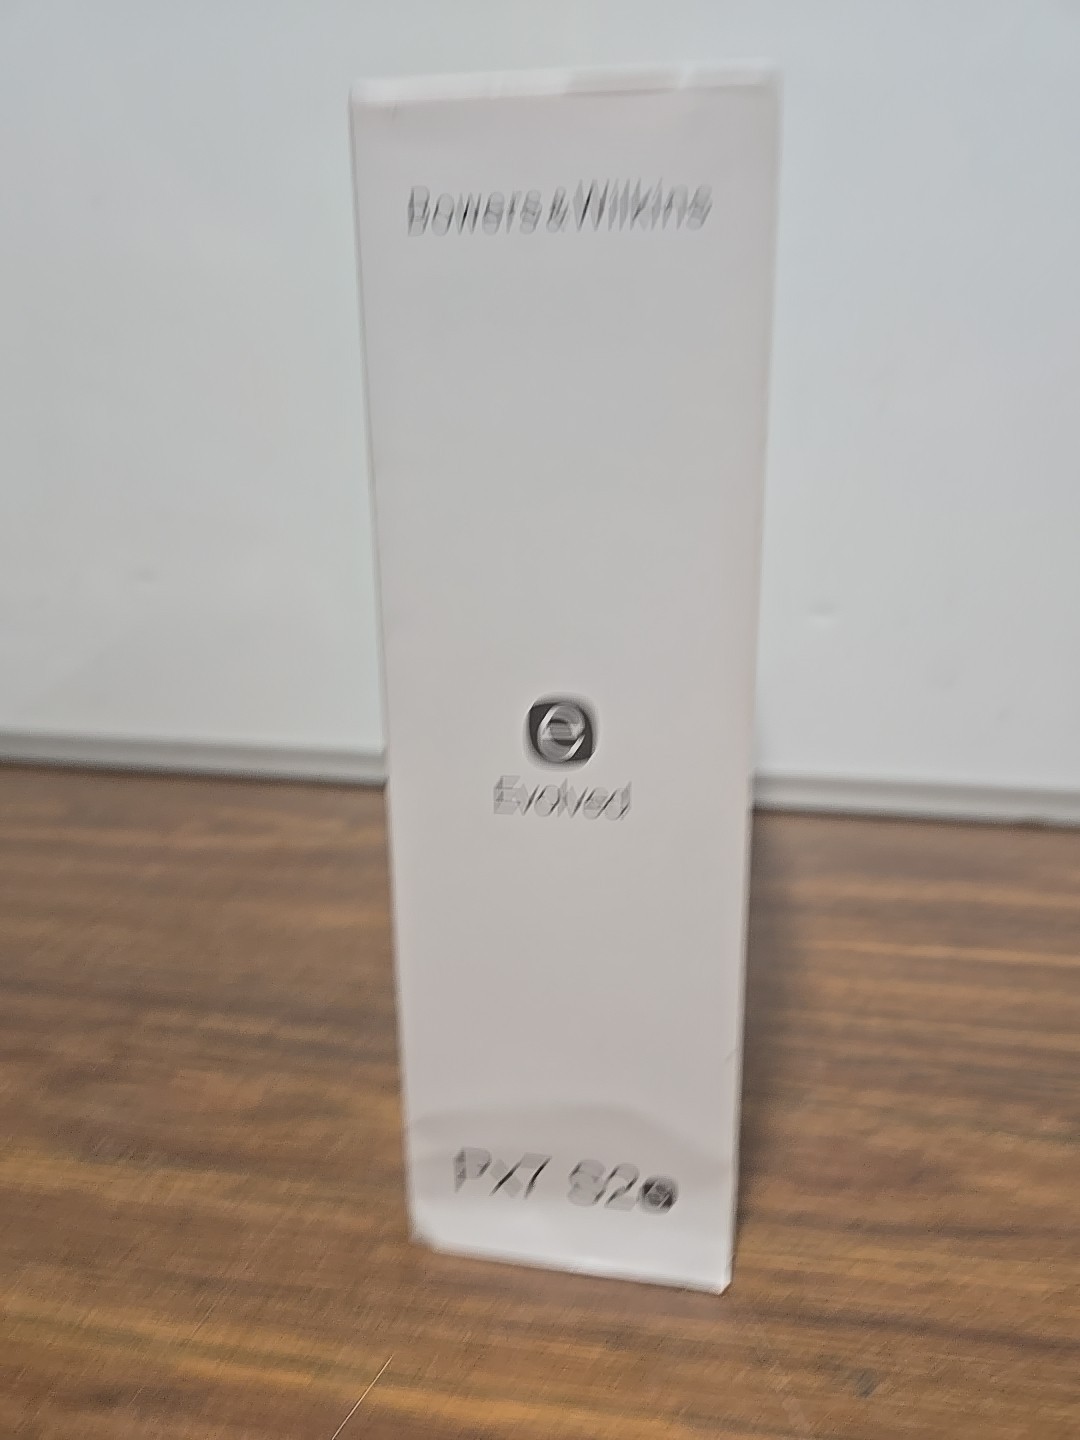 Bowers & Wilkins
e
Evolved
Px7 S2e